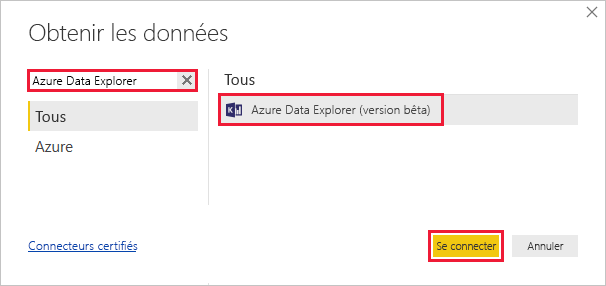 Obtenir les données
Azure Data Explorer
Tous
Azure
Tous
Azure Data Explorer (version bêta)
Connecteurs certifiés
Se connecter
Annuler